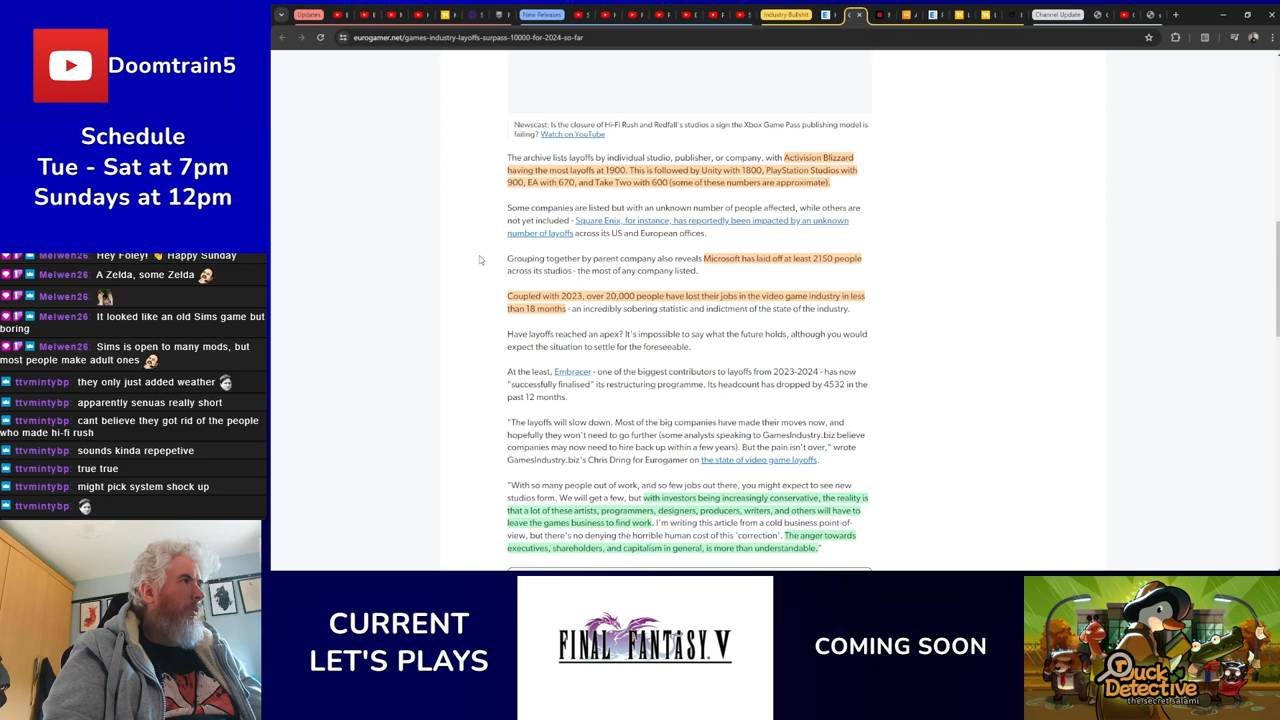 Doomtrain5
Schedule
Tue - Sat at 7pm
Sundays at 12pm
Melwen26: Hey Foley! Happy Sunday
Melwen26: A Zelda, some Zelda.
Melwen26: It looked like an old Sims game but
boring
Melwen26: Sims is open to many mods, but
most people make adult ones
ttvmintybp: they only just added weather
ttvmintybp: apparently senuas really short
ttvmintybp: cant believe they got rid of the people
who made hi-fi rush
ttvmintybp: sounds kinda repepetive
ttvmintybp: true true
ttvmintybp: mick system shock up
Updates
New Releases
Industry Bullshit
Channel Update
eurogamer.net/games-industry-layoffs-surpass-10000-for-2024-so-far
Newscast: Is the closure of Hi-Fi Rush and Redfall's studios a sign the Xbox Game Pass publishing model is
failing? Watch on YouTube
The archive lists layoffs by individual studio, publisher, or company, with Activision Blizzard
having the most layoffs at 1900. This is followed by Unity with 1800, PlayStation Studios with
900, EA with 670, and Take Two with 600 (some of these numbers are approximate).
Some companies are listed but with an unknown number of people affected, while others are
not yet included - Square Enix, for instance, has reportedly been impacted by an unknown
number of layoffs across its US and European offices.
Grouping together by parent company also reveals Microsoft has laid off at least 2150 people
across its studios - the most of any company listed.
Coupled with 2023, over 20,000 people have lost their jobs in the video game industry in less
than 18 months - an incredibly sobering statistic and indictment of the state of the industry.
Have layoffs reached an apex? It's impossible to say what the future holds, although you would
expect the situation to settle for the foreseeable.
At the least, Embracer - one of the biggest contributors to layoffs from 2023-2024 - has now
"successfully finalised" its restructuring programme. Its headcount has dropped by 4532 in the
past 12 months.
"The layoffs will slow down. Most of the big companies have made their moves now, and
hopefully they won't need to go further (some analysts speaking to GamesIndustry.biz believe
companies may now need to hire back up within a few years). But the pain isn't over," wrote
GamesIndustry.biz's Chris Dring for Eurogamer on the state of video game layoffs.
"With so many people out of work, and so few jobs out there, you might expect to see new
studios form. We will get a few, but with investors being increasingly conservative, the reality is
that a lot of these artists, programmers, designers, producers, writers, and others will have to
leave the games business to find work. I'm writing this article from a cold business point-of-
view, but there's no denying the horrible human cost of this 'correction'. The anger towards
executives, shareholders, and capitalism in general, is more than understandable."
CURRENT
LET'S PLAYS
FINAL FANTASY V
COMING SOON
Duck
Detective
the secret salami